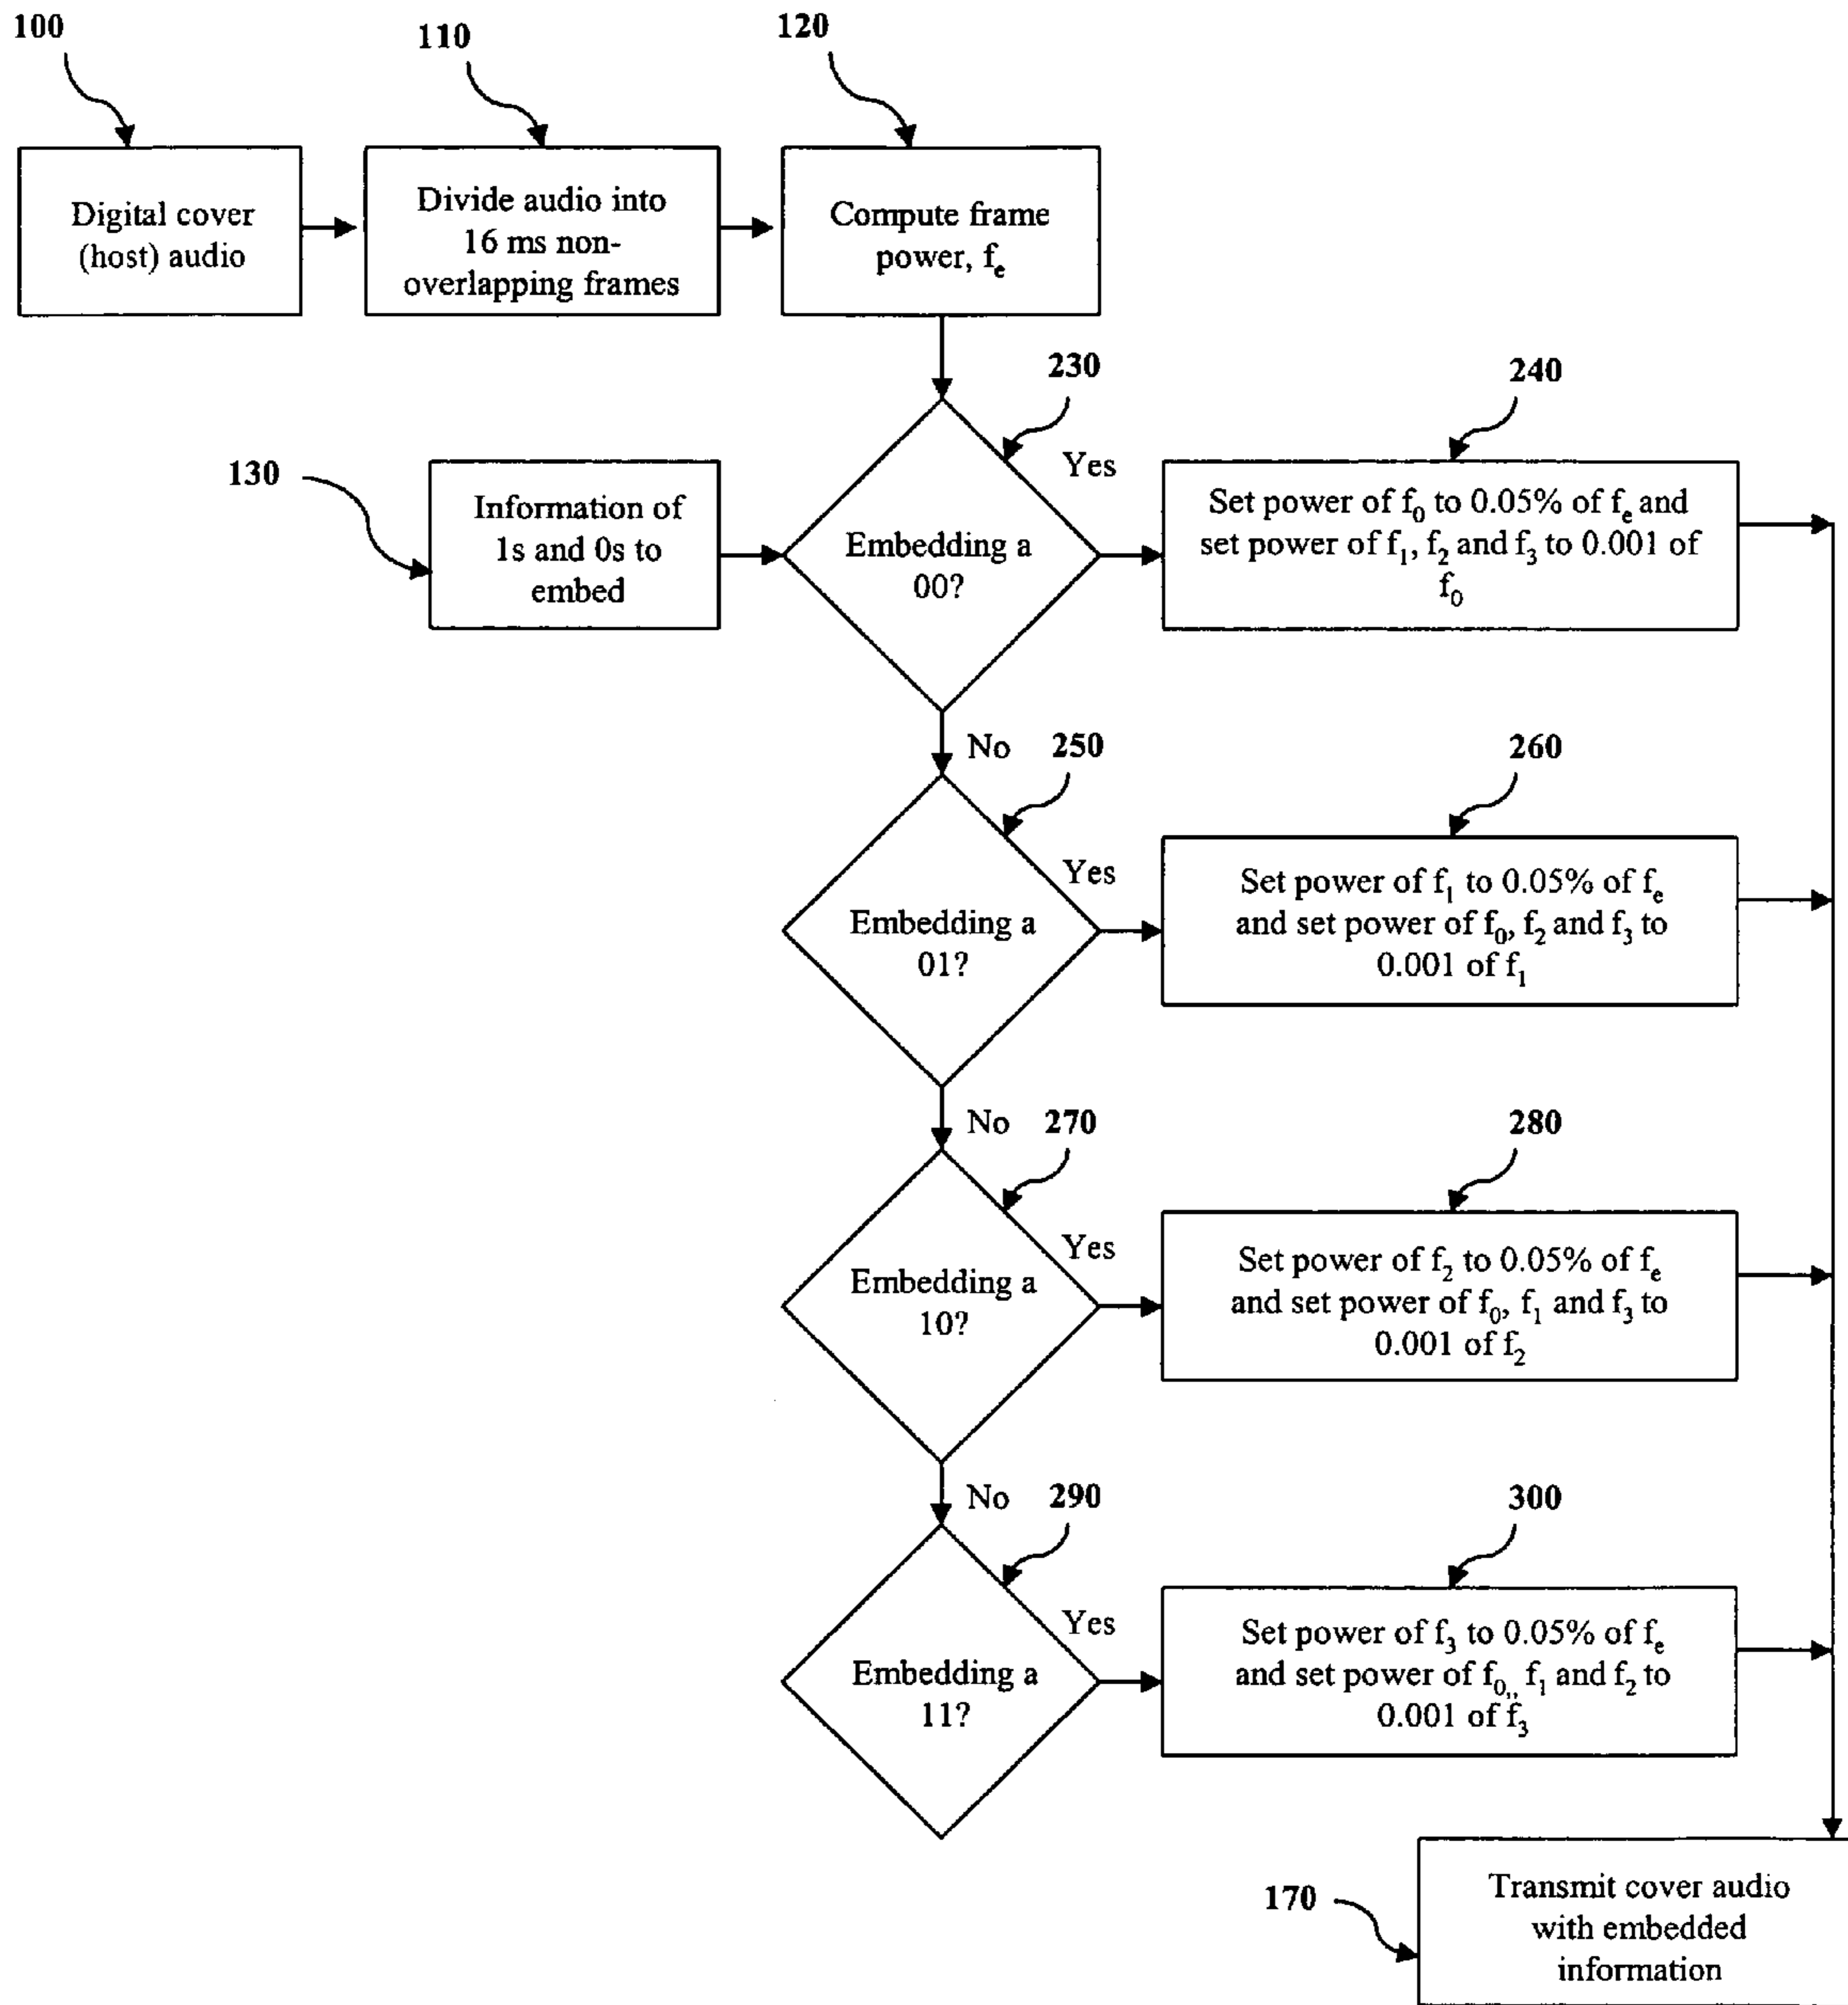 100
110
120
Digital cover
(host) audio
Divide audio into
16 ms non-
overlapping frames
Compute frame
power, fₑ
230
240
130
Information of
1s and 0s to
embed
Embedding a
00?
Yes
Set power of f₀ to 0.05% of fₑ and
set power of f₁, f₂ and f₃ to 0.001 of
f₀
No
250
260
Embedding a
01?
Yes
Set power of f₁ to 0.05% of fₑ
and set power of f₀, f₂ and f₃ to
0.001 of f₁
No
270
280
Embedding a
10?
Yes
Set power of f₂ to 0.05% of fₑ
and set power of f₀, f₁ and f₃ to
0.001 of f₂
No
290
300
Embedding a
11?
Yes
Set power of f₃ to 0.05% of fₑ
and set power of f₀,, f₁ and f₂ to
0.001 of f₃
170
Transmit cover audio
with embedded
information